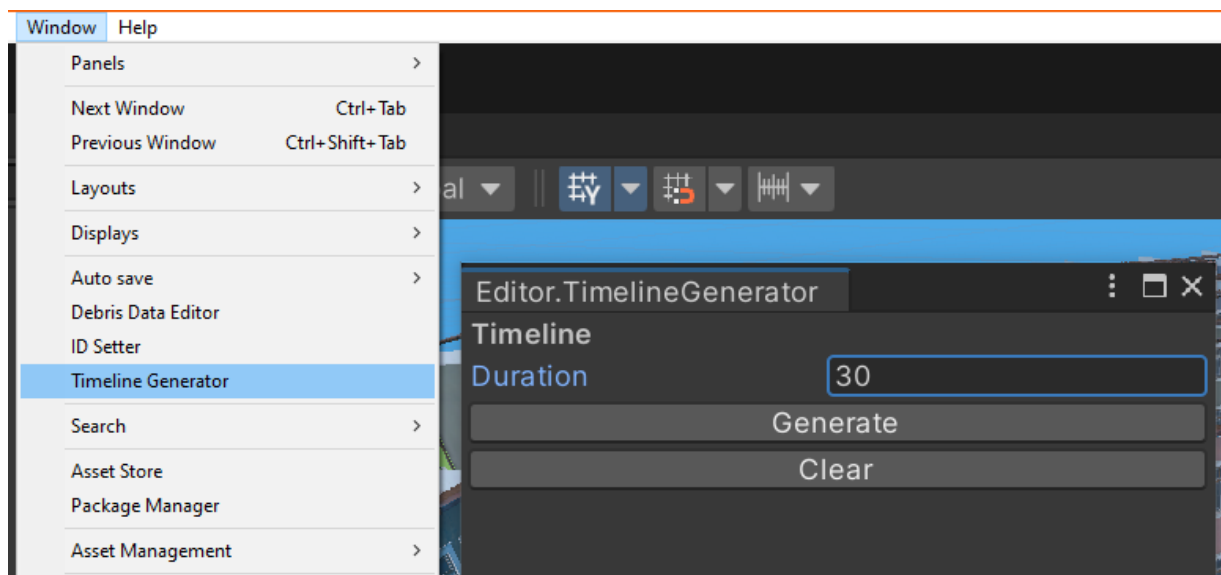 Window Help
Panels >
Next Window Ctrl+Tab
Previous Window Ctrl+Shift+Tab
Layouts >
al
Displays >
Auto save >
Debris Data Editor
ID Setter
Timeline Generator
Search >
Asset Store
Package Manager
Asset Management >
Editor.TimelineGenerator
Timeline
Duration 30
Generate
Clear